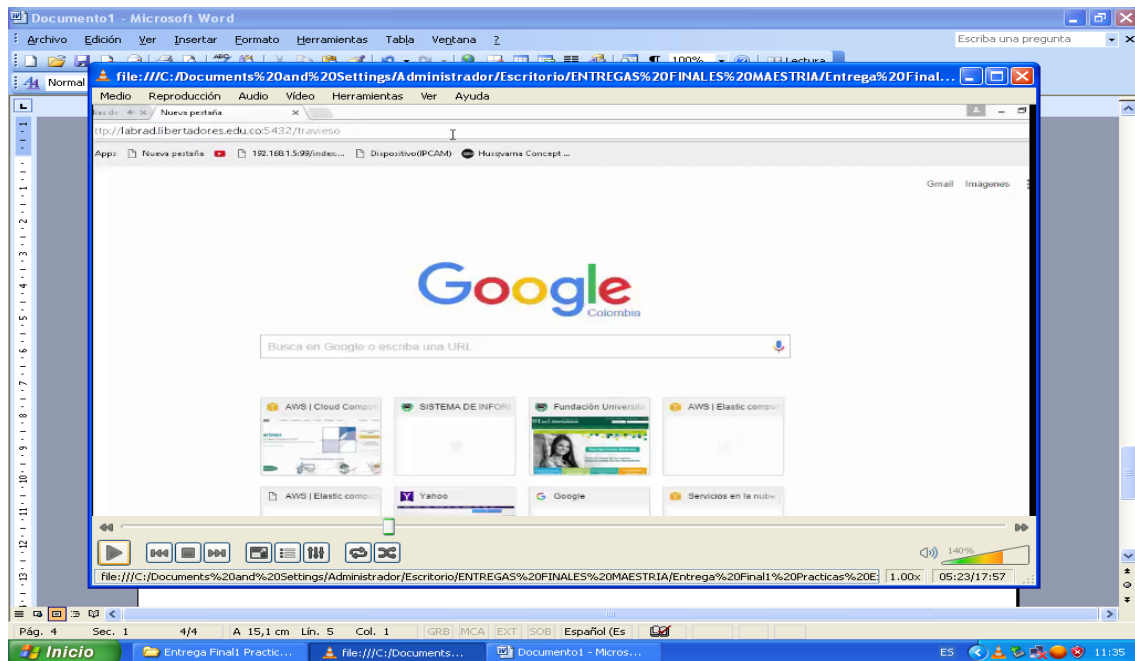 Documento1 - Microsoft Word
Archivo Edición Ver Insertar Formato Herramientas Tabla Ventana ?
Escriba una pregunta
100%
Lectura
Normal
file:///C:/Documents%20and%20Settings/Administrador/Escritorio/ENTREGAS%20FINALES%20MAESTRIA/Entrega%20Final...
Medio Reproducción Audio Vídeo Herramientas Ver Ayuda
Nueva pestaña
ttp://labrad.libertadores.edu.co:5432/travieso
Apps Nueva pestaña 192.168.1.5:99/index.... Dispositivo(IPCAM) Husqvarna Concept ...
Gmail Imágenes
Google
Colombia
Busca en Google o escribe una URL
AWS | Cloud Compu SISTEMA DE INFOR Fundación Universita AWS | Elastic compu
AWS | Elastic compu Yahoo Google Servicios en la nube
140%
file:///C:/Documents%20and%20Settings/Administrador/Escritorio/ENTREGAS%20FINALES%20MAESTRIA/Entrega%20Final1%20Practicas%20E: 1.00x 05:23/17:57
Pág. 4 Sec. 1 4/4 A 15,1 cm Lín. 5 Col. 1 GRB MCA EXT SOB Español (Es
Inicio Entrega Final1 Practic... file:///C:/Documents... Documento1 - Micros... ES 11:35